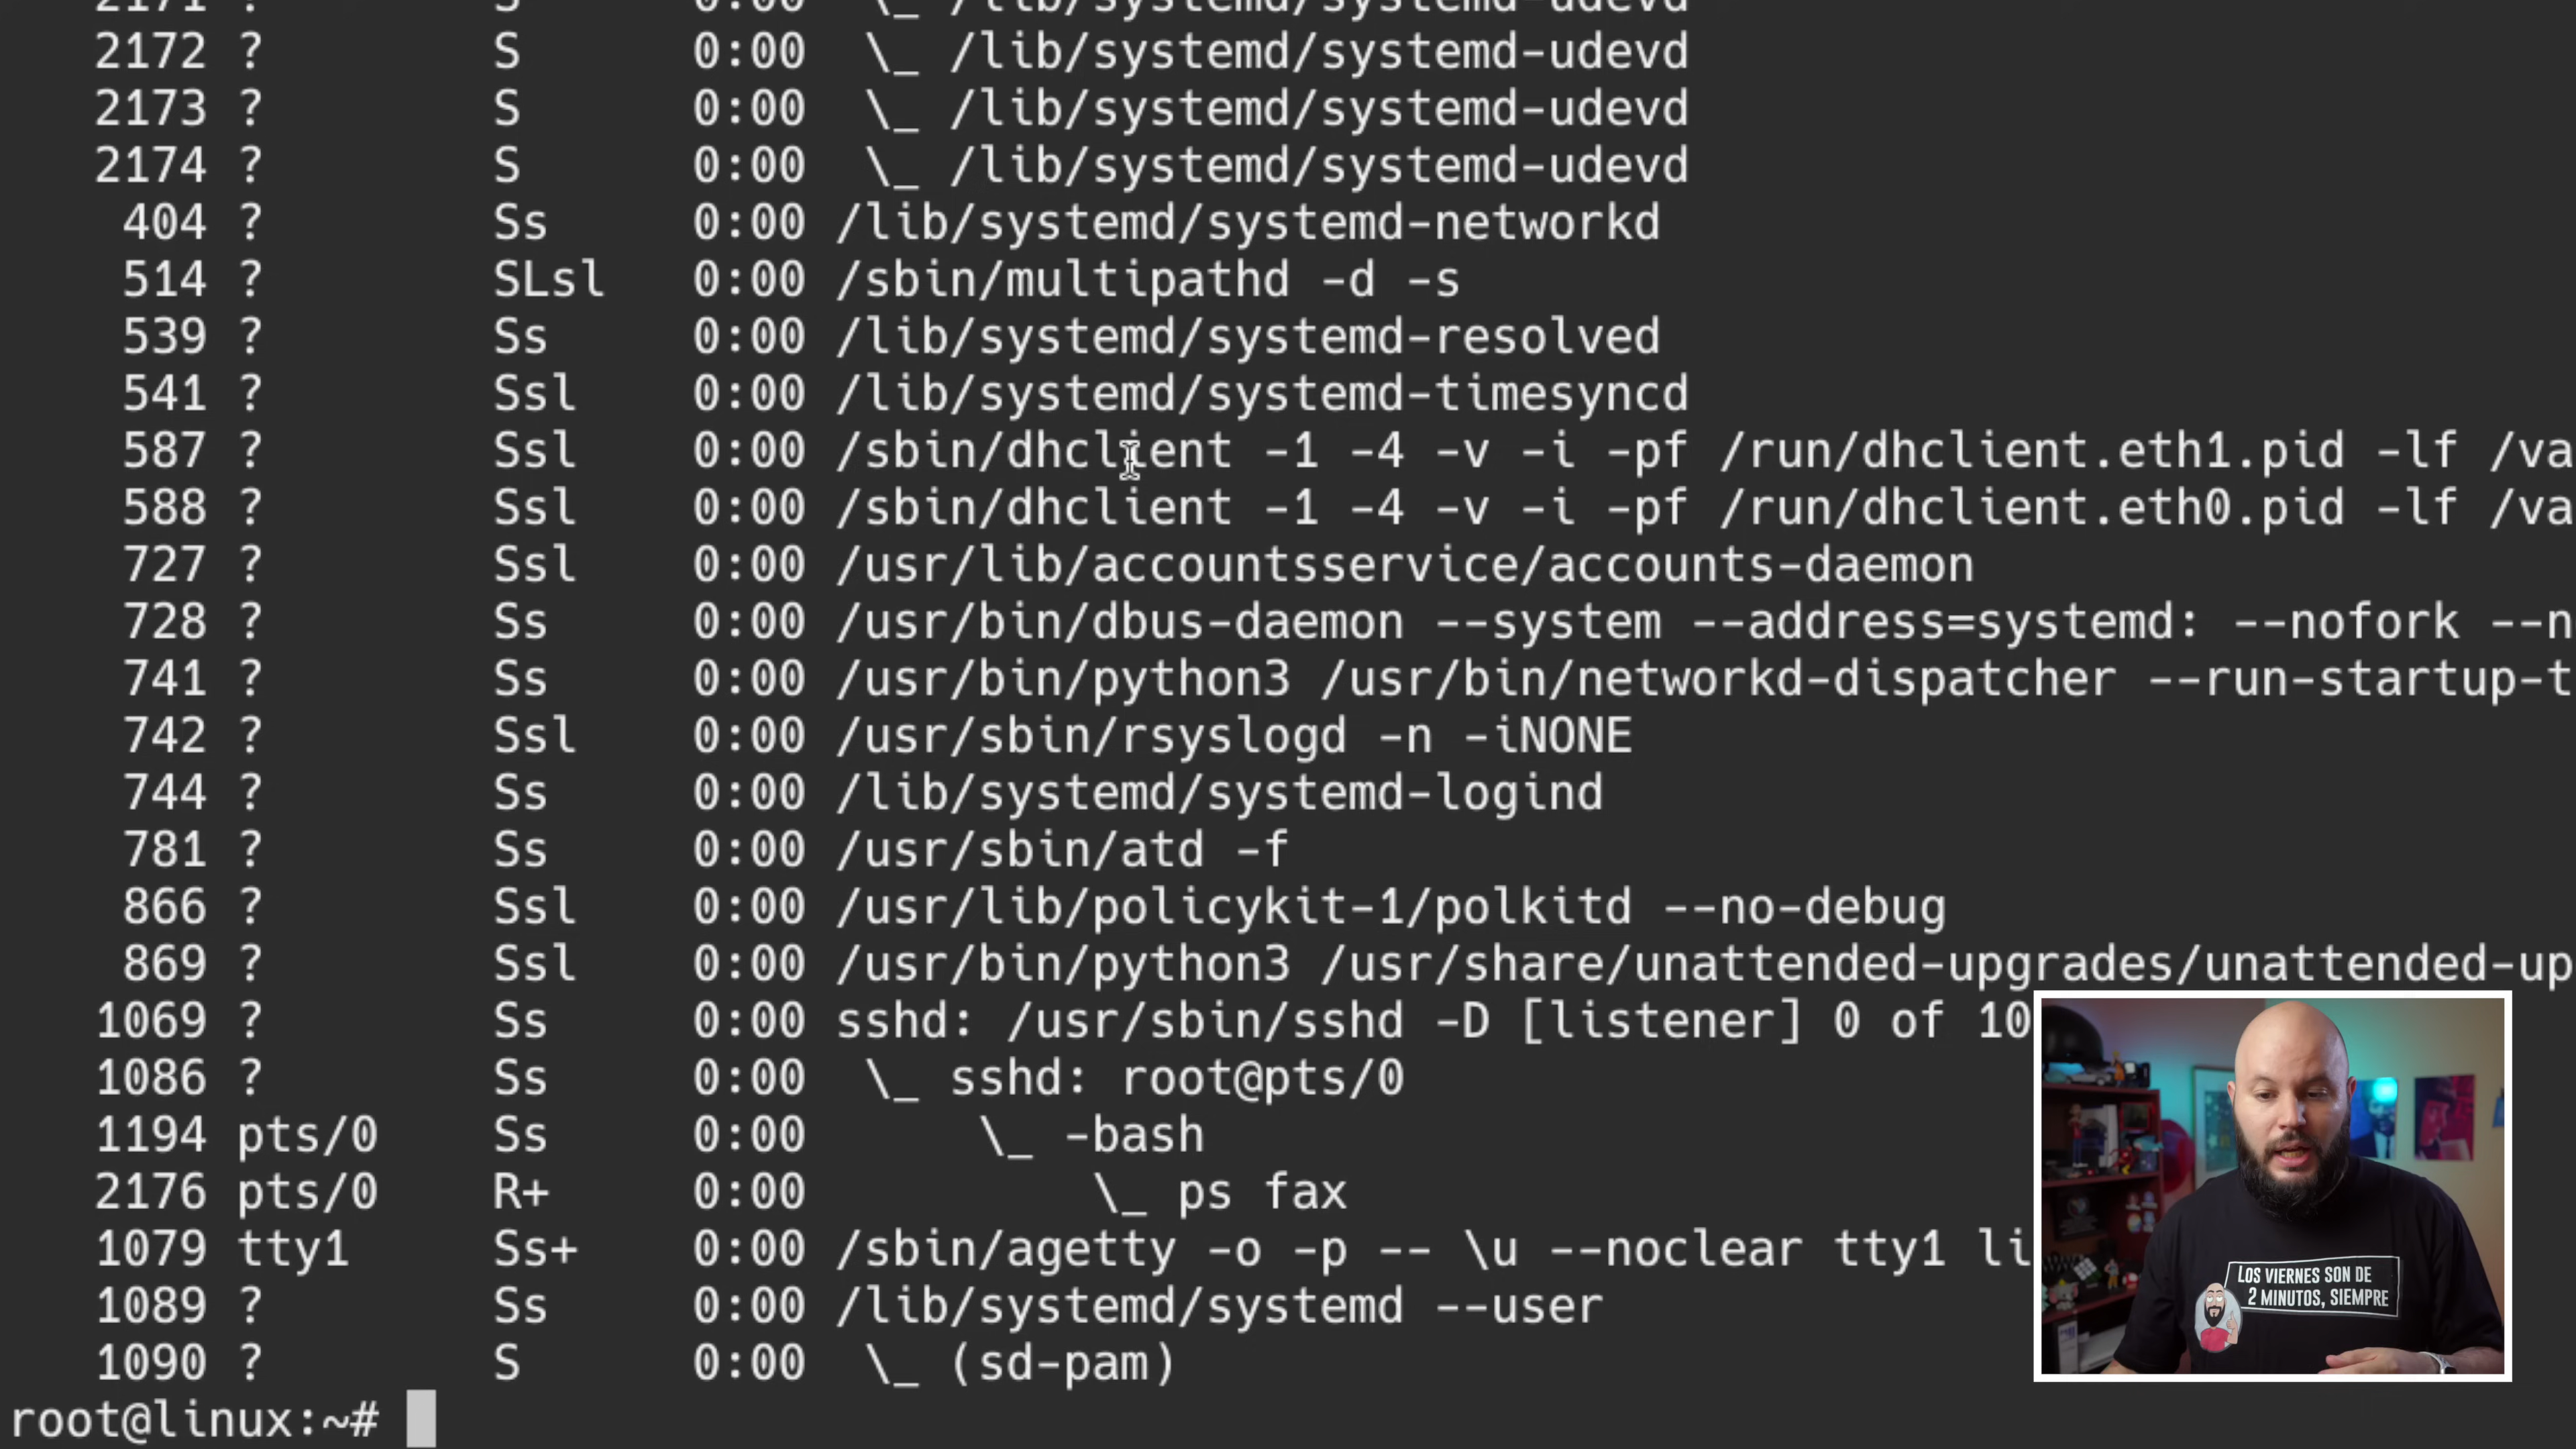 2171 ? S 0:00 \_ /lib/systemd/systemd-udevd
2172 ? S 0:00 \_ /lib/systemd/systemd-udevd
2173 ? S 0:00 \_ /lib/systemd/systemd-udevd
2174 ? S 0:00 \_ /lib/systemd/systemd-udevd
404 ? Ss 0:00 /lib/systemd/systemd-networkd
514 ? SLsl 0:00 /sbin/multipathd -d -s
539 ? Ss 0:00 /lib/systemd/systemd-resolved
541 ? Ssl 0:00 /lib/systemd/systemd-timesyncd
587 ? Ssl 0:00 /sbin/dhclient -1 -4 -v -i -pf /run/dhclient.eth1.pid -lf /va
588 ? Ssl 0:00 /sbin/dhclient -1 -4 -v -i -pf /run/dhclient.eth0.pid -lf /va
727 ? Ssl 0:00 /usr/lib/accountsservice/accounts-daemon
728 ? Ss 0:00 /usr/bin/dbus-daemon --system --address=systemd: --nofork --n
741 ? Ss 0:00 /usr/bin/python3 /usr/bin/networkd-dispatcher --run-startup-t
742 ? Ssl 0:00 /usr/sbin/rsyslogd -n -iNONE
744 ? Ss 0:00 /lib/systemd/systemd-logind
781 ? Ss 0:00 /usr/sbin/atd -f
866 ? Ssl 0:00 /usr/lib/policykit-1/polkitd --no-debug
869 ? Ssl 0:00 /usr/bin/python3 /usr/share/unattended-upgrades/unattended-up
1069 ? Ss 0:00 sshd: /usr/sbin/sshd -D [listener] 0 of 10
1086 ? Ss 0:00 \_ sshd: root@pts/0
1194 pts/0 Ss 0:00 \_ -bash
2176 pts/0 R+ 0:00 \_ ps fax
1079 tty1 Ss+ 0:00 /sbin/agetty -o -p -- \u --noclear tty1 li
1089 ? Ss 0:00 /lib/systemd/systemd --user
1090 ? S 0:00 \_ (sd-pam)
root@linux:~#
LOS VIERNES SON DE
2 MINUTOS, SIEMPRE